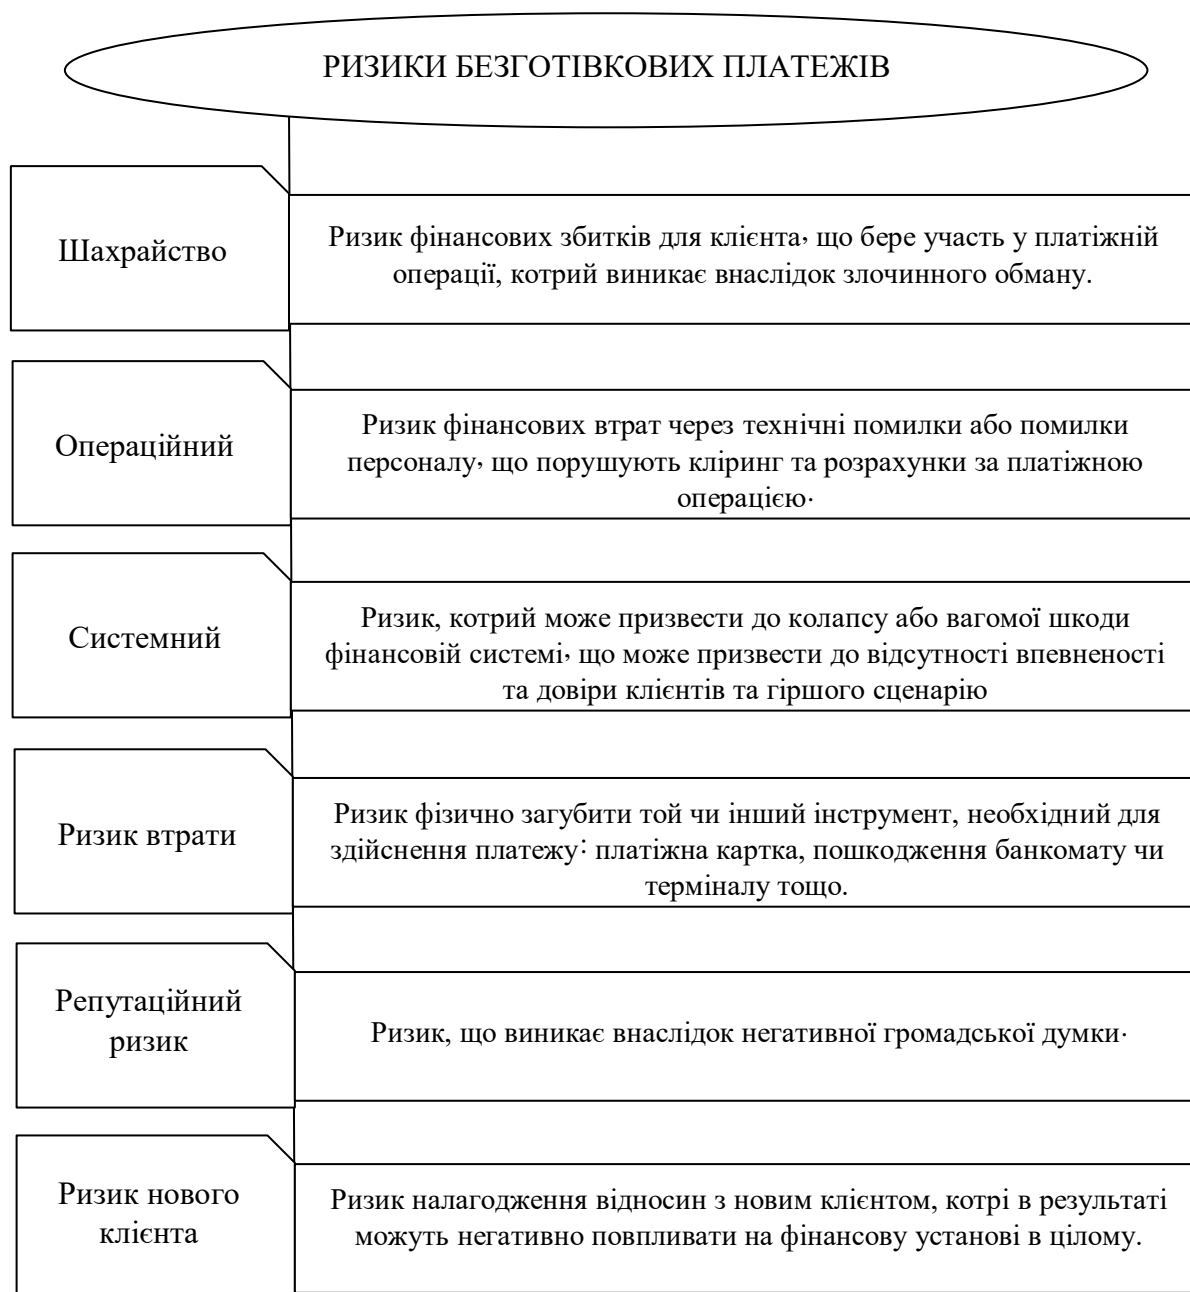 РИЗИКИ БЕЗГОТІВКОВИХ ПЛАТЕЖІВ
Шахрайство
Ризик фінансових збитків для клієнта, що бере участь у платіжній
операції, котрий виникає внаслідок злочинного обману.
Операційний
Ризик фінансових втрат через технічні помилки або помилки
персоналу, що порушують кліринг та розрахунки за платіжною
операцією.
Системний
Ризик, котрий може призвести до колапсу або вагомої шкоди
фінансовій системі, що може призвести до відсутності впевненості
та довіри клієнтів та гіршого сценарію
Ризик втрати
Ризик фізично загубити той чи інший інструмент, необхідний для
здійснення платежу: платіжна картка, пошкодження банкомату чи
терміналу тощо.
Репутаційний
ризик
Ризик, що виникає внаслідок негативної громадської думки.
Ризик нового
клієнта
Ризик налагодження відносин з новим клієнтом, котрі в результаті
можуть негативно повпливати на фінансову установі в цілому.